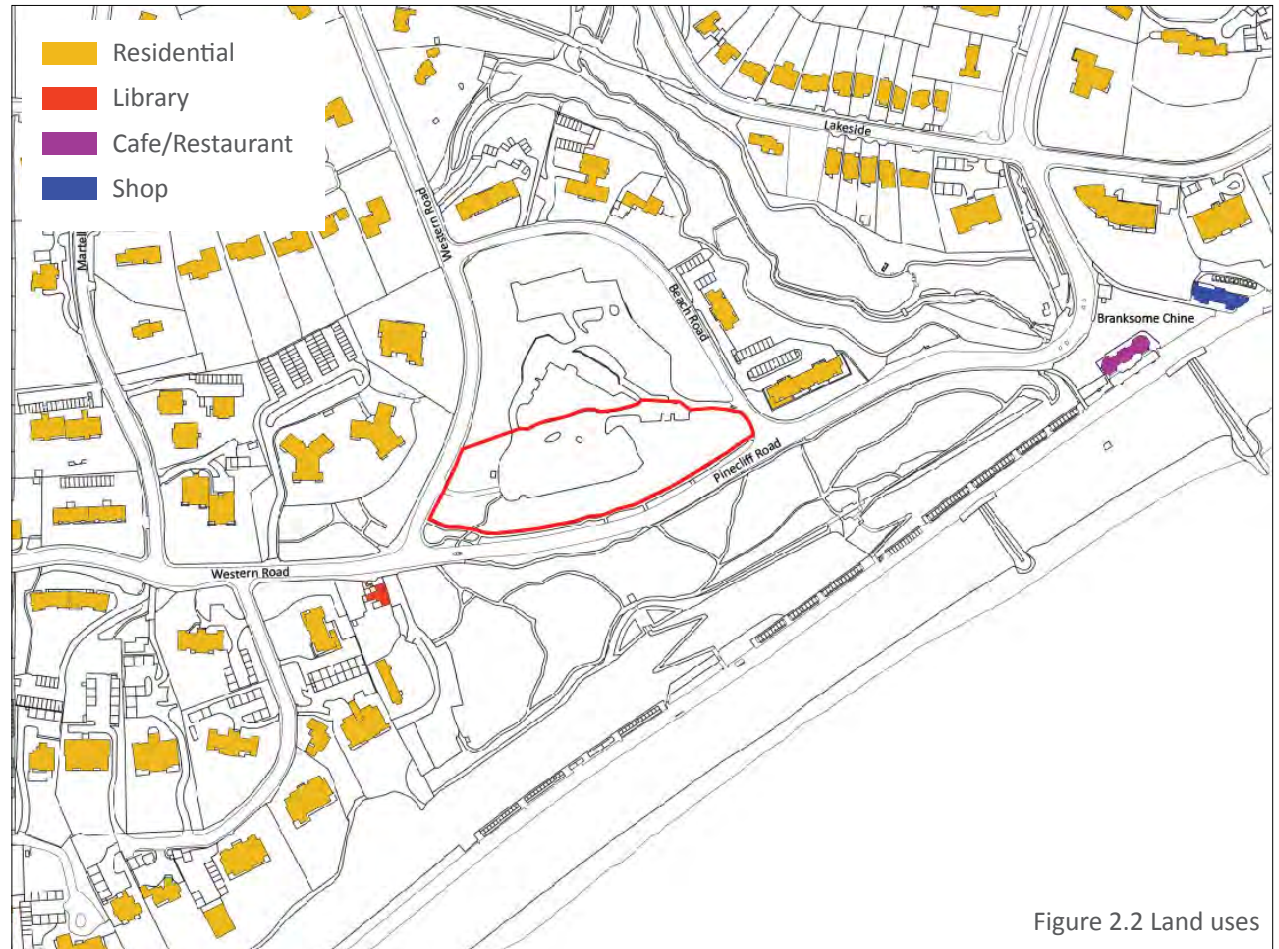 Residential
Library
Cafe/Restaurant
Shop
Lakeside
Western Road
Beach Road
Branksome Chine
Pinecliff Road
Western Road
Figure 2.2 Land uses